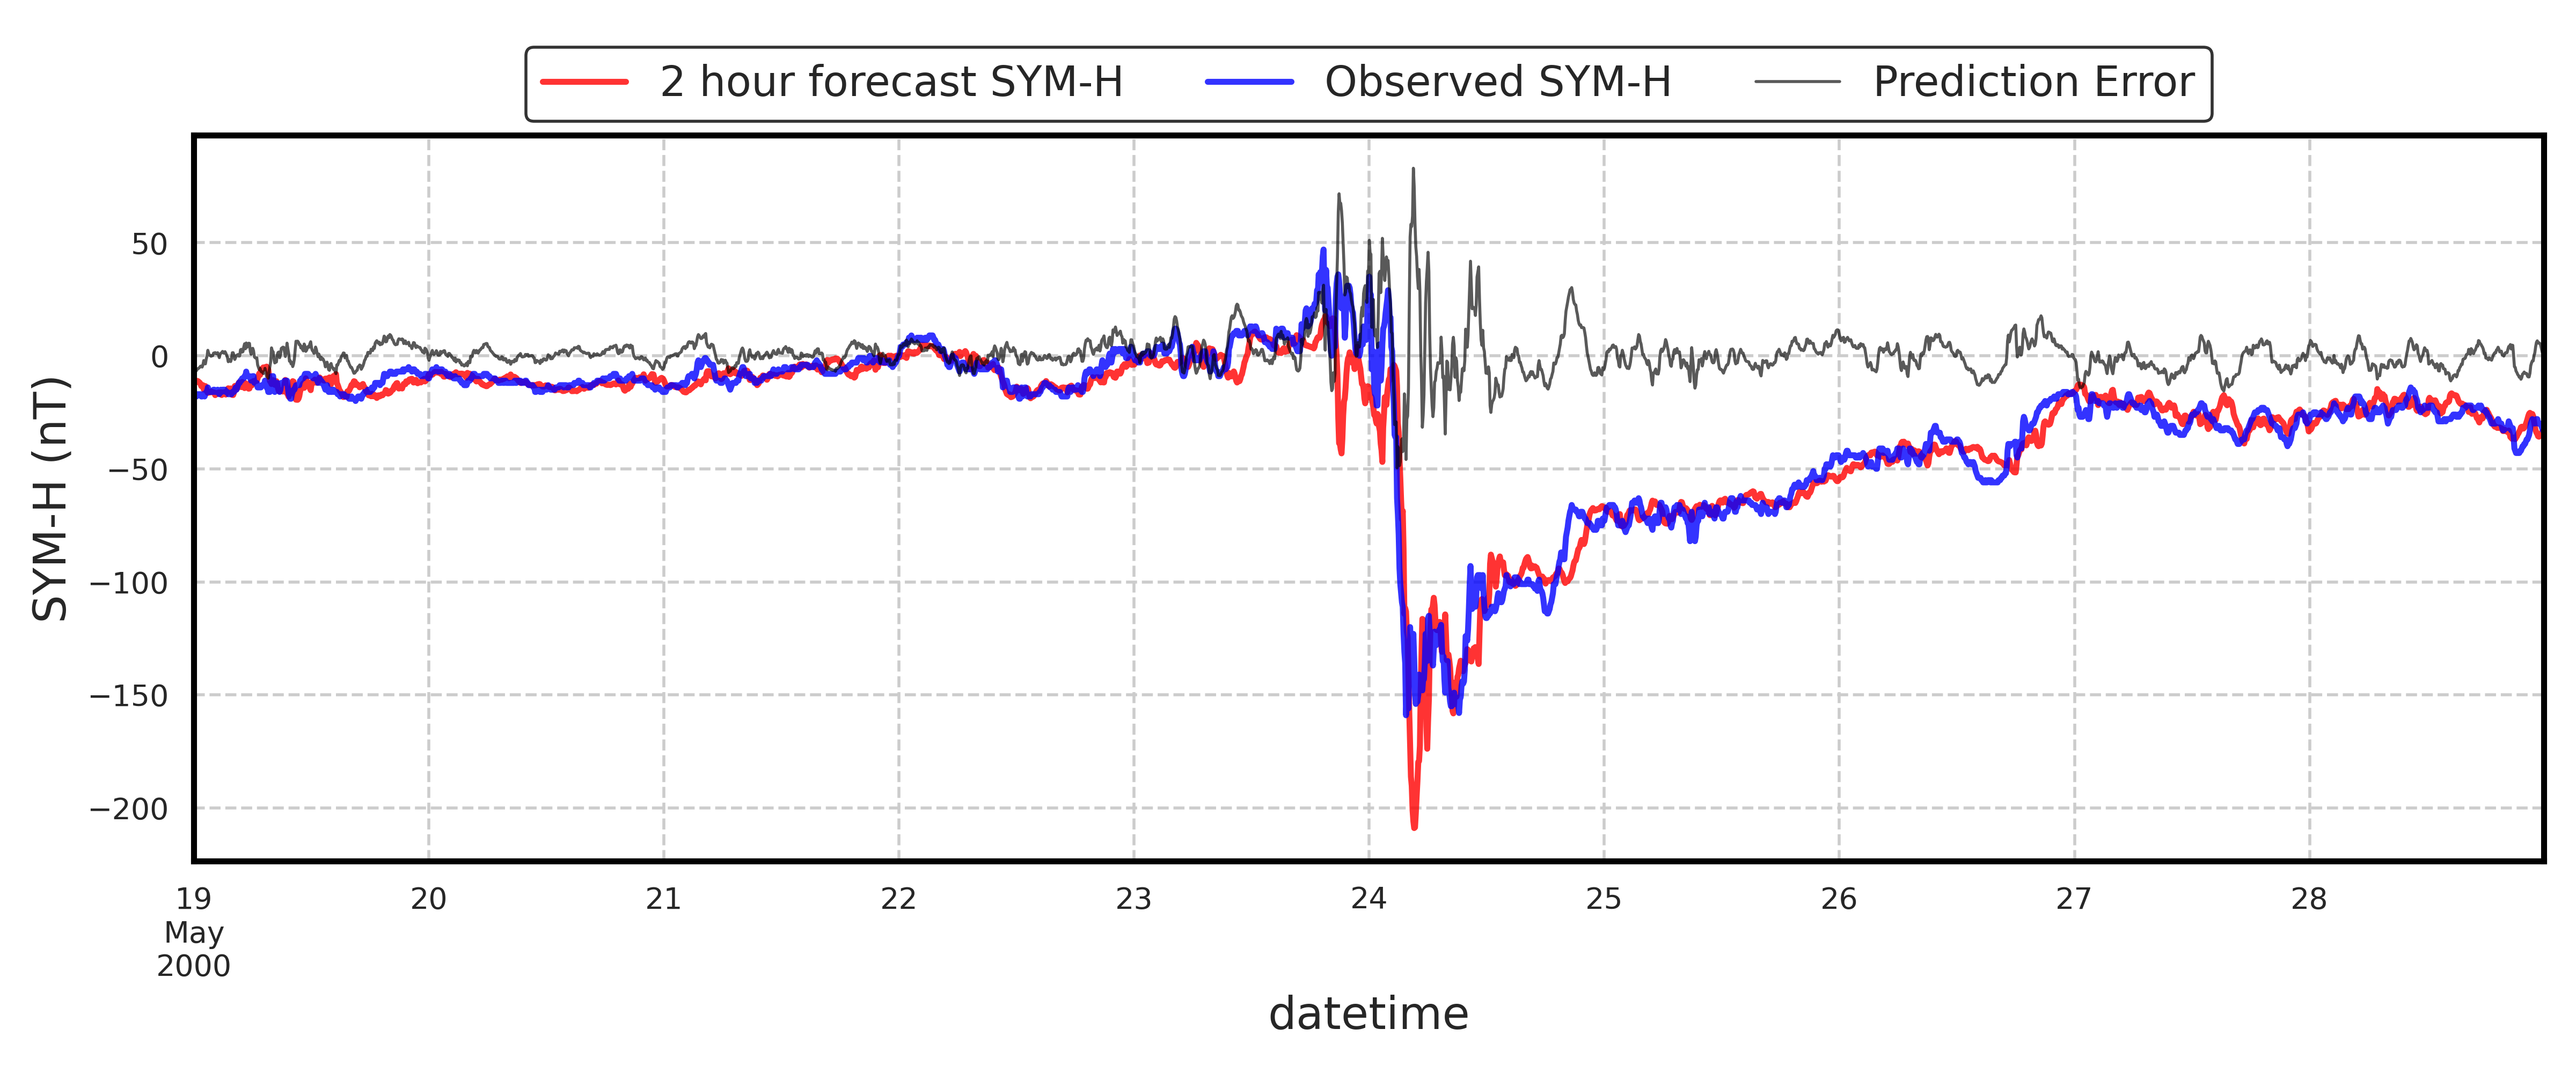 2 hour forecast SYM-H Observed SYM-H Prediction Error
SYM-H (nT)
50
0
−50
−100
−150
−200
19 20 21 22 23 24 25 26 27 28
May
2000
datetime